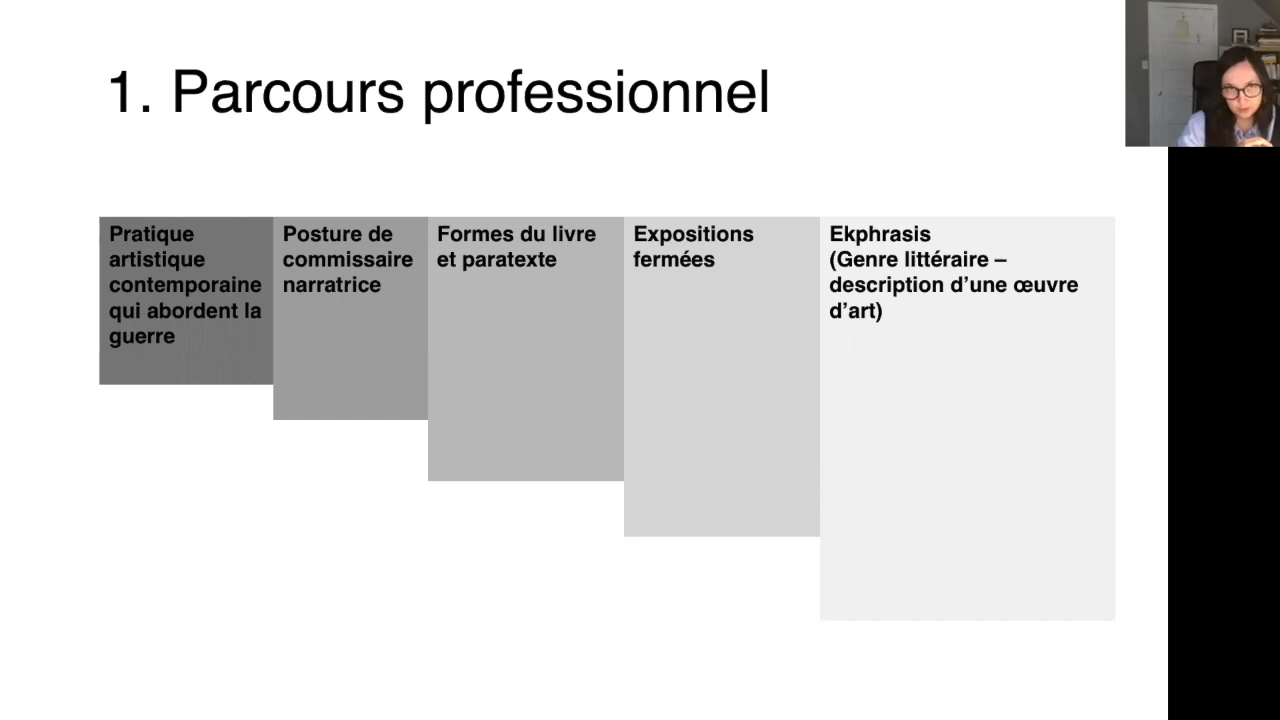 1. Parcours professionnel
Pratique
artistique
contemporaine
qui abordent la
guerre
Posture de
commissaire
narratrice
Formes du livre
et paratexte
Expositions
fermées
Ekphrasis
(Genre littéraire –
description d’une œuvre
d’art)